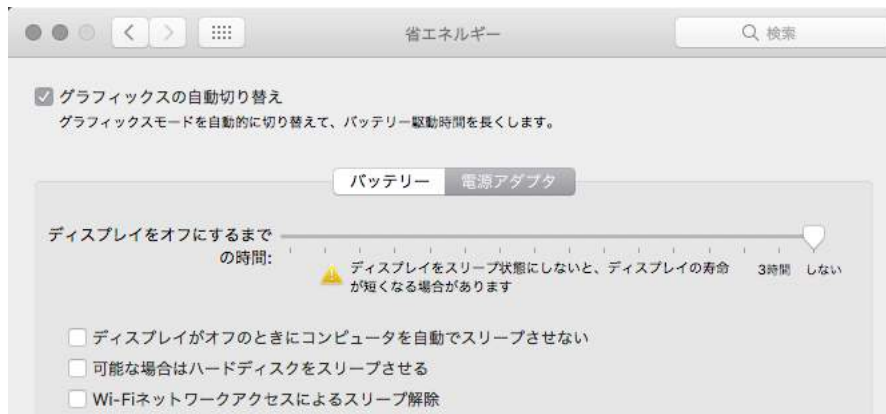 省エネルギー
検索
グラフィックスの自動切り替え
グラフィックスモードを自動的に切り替えて、バッテリー駆動時間を長くします。
バッテリー
電源アダプタ
ディスプレイをオフにするまで
の時間:
ディスプレイをスリープ状態にしないと、ディスプレイの寿命
が短くなる場合があります
3時間
しない
ディスプレイがオフのときにコンピュータを自動でスリープさせない
可能な場合はハードディスクをスリープさせる
Wi-Fiネットワークアクセスによるスリープ解除